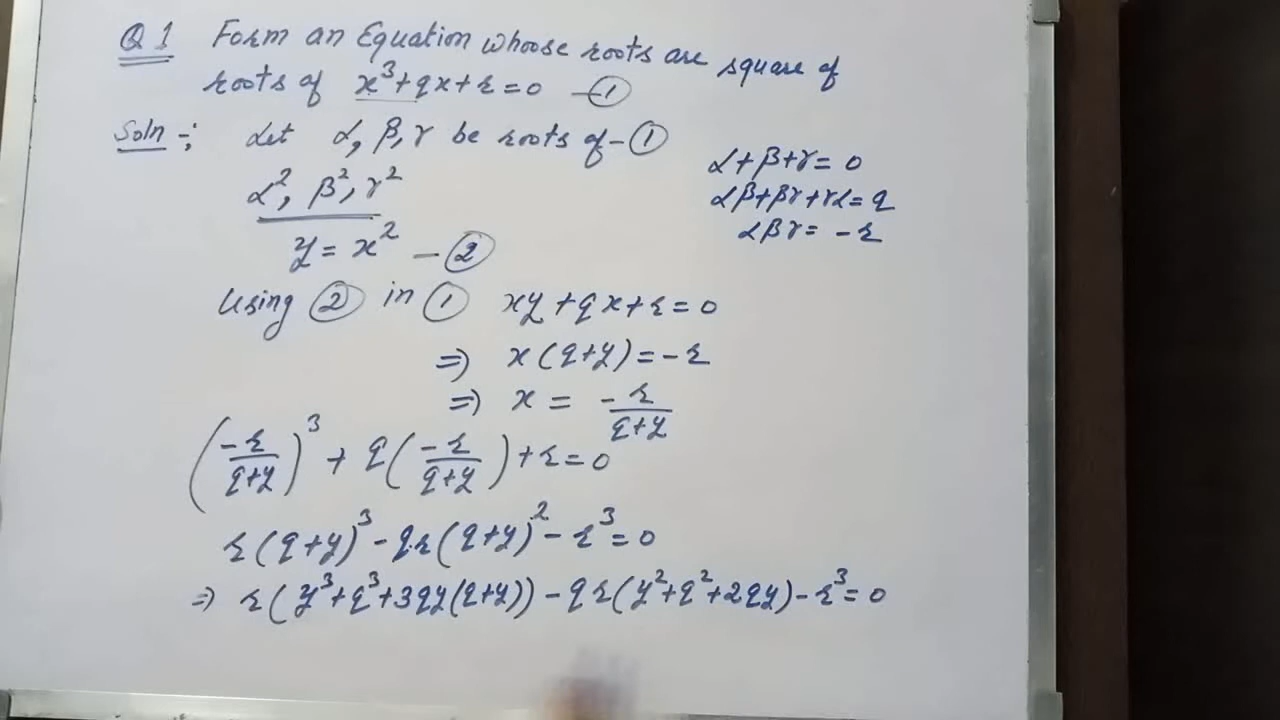 Q1 Form an Equation whoose roots are square of
roots of x³+qx+r=0 —①
Soln -; Let α, β, γ be roots of -①
α+β+γ=0
α², β², γ²
αβ+βγ+γα=q
αβγ= -r
y = x² —②
Using ② in ① xy+qx+r=0
=> x(q+y)=-r
=> x = -r/(q+y)
(-r/(q+y))³ + q(-r/(q+y)) + r=0
r(q+y)³ - q.r(q+y)² - r³=0
=> r(y³+q³+3qy(q+y)) - qr(y²+q²+2qy) - r³=0